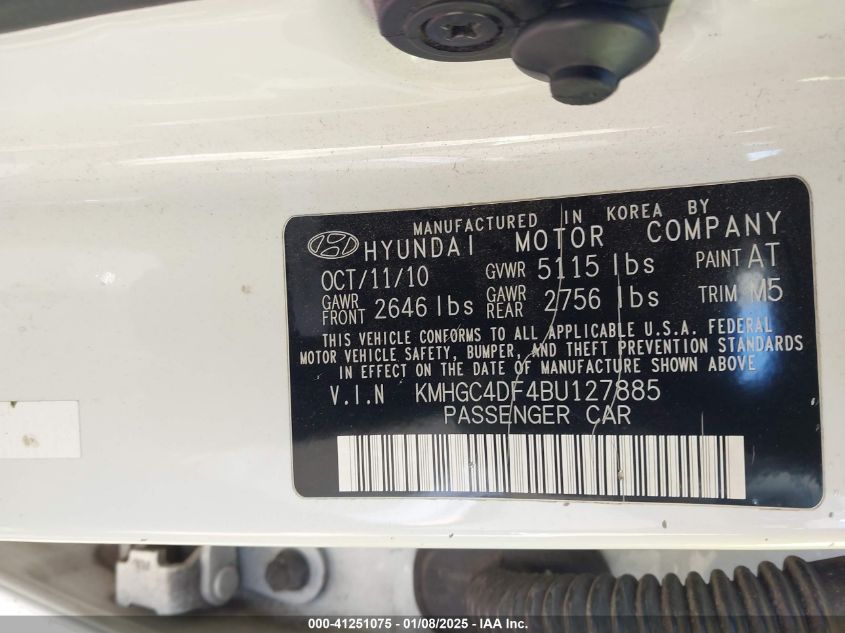 MANUFACTURED IN KOREA BY
HYUNDAI MOTOR COMPANY
OCT/11/10 GVWR 5115 lbs PAINT AT
GAWR FRONT 2646 lbs GAWR REAR 2756 lbs TRIM M5
THIS VEHICLE CONFORMS TO ALL APPLICABLE U.S.A. FEDERAL
MOTOR VEHICLE SAFETY, BUMPER, AND THEFT PREVENTION STANDARDS
IN EFFECT ON THE DATE OF MANUFACTURE SHOWN ABOVE
V.I.N KMHGC4DF4BU127885
PASSENGER CAR
000-41251075 — 01/08/2025 — IAA Inc.